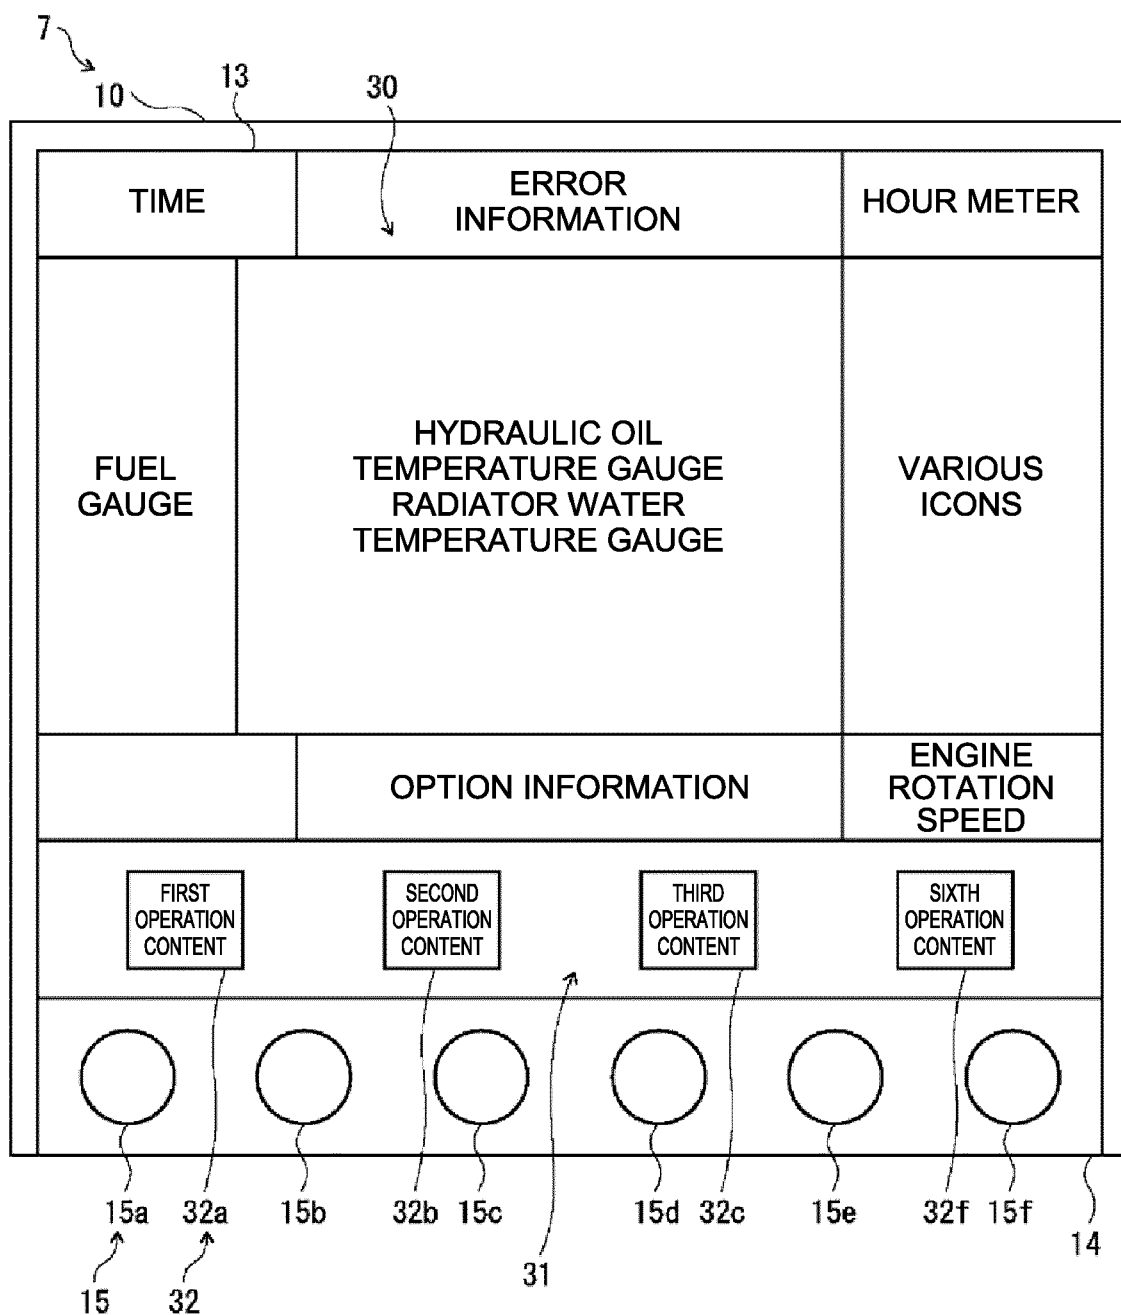 7
10
13
30
TIME
ERROR
INFORMATION
HOUR METER
FUEL
GAUGE
HYDRAULIC OIL
TEMPERATURE GAUGE
RADIATOR WATER
TEMPERATURE GAUGE
VARIOUS
ICONS
OPTION INFORMATION
ENGINE
ROTATION
SPEED
FIRST
OPERATION
CONTENT
SECOND
OPERATION
CONTENT
THIRD
OPERATION
CONTENT
SIXTH
OPERATION
CONTENT
15a 32a 15b 32b 15c 15d 32c 15e 32f 15f 14
15 32 31